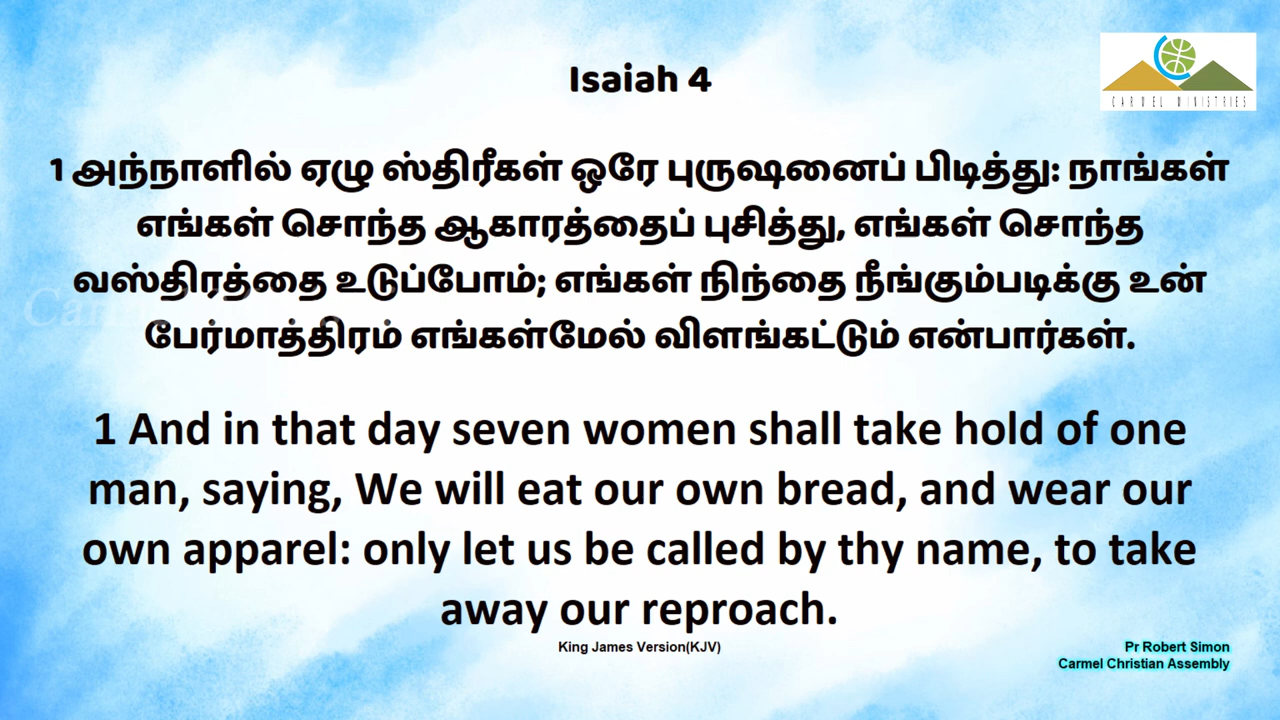 Isaiah 4
CARMEL MINISTRIES
1 அந்நாளில் ஏழு ஸ்திரீகள் ஒரே புருஷனைப் பிடித்து: நாங்கள்
எங்கள் சொந்த ஆகாரத்தைப் புசித்து, எங்கள் சொந்த
வஸ்திரத்தை உடுப்போம்; எங்கள் நிந்தை நீங்கும்படிக்கு உன்
பேர்மாத்திரம் எங்கள்மேல் விளங்கட்டும் என்பார்கள்.
1 And in that day seven women shall take hold of one
man, saying, We will eat our own bread, and wear our
own apparel: only let us be called by thy name, to take
away our reproach.
King James Version(KJV)
Pr Robert Simon
Carmel Christian Assembly